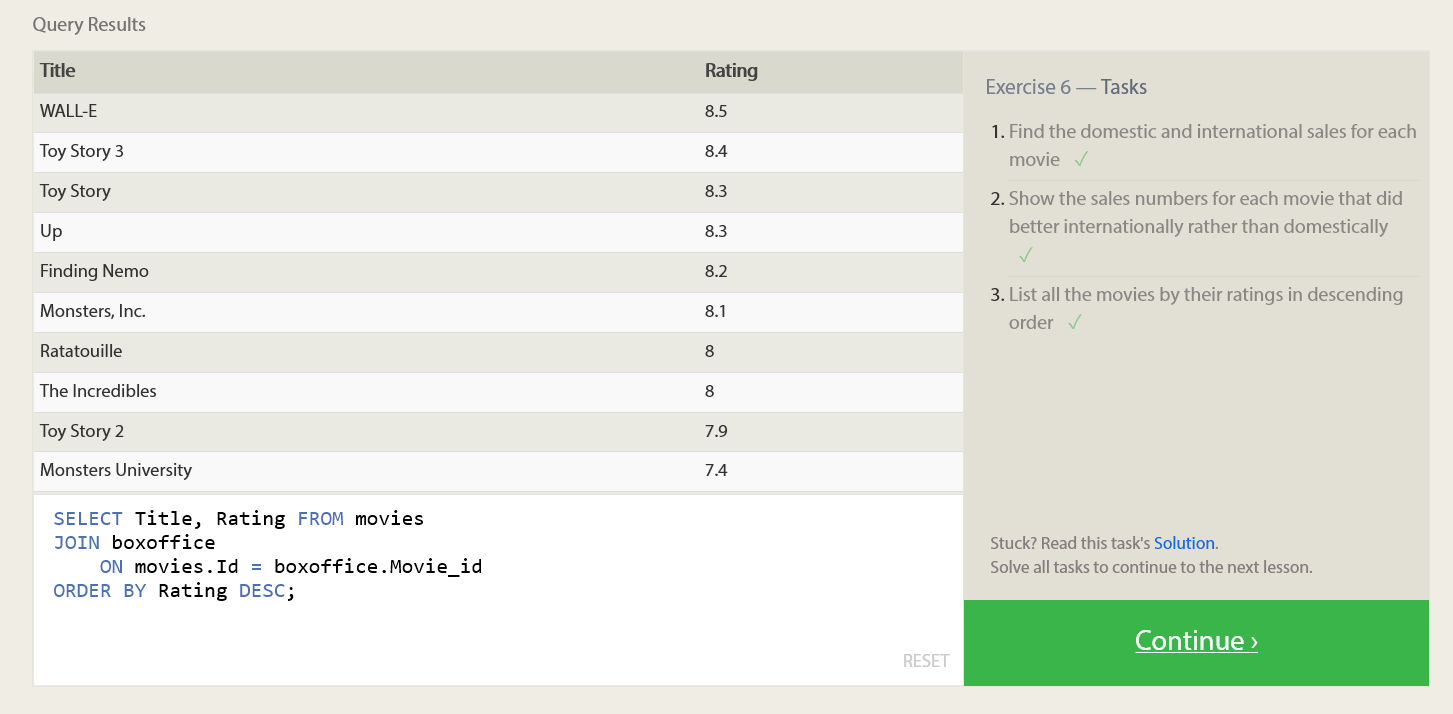 Query Results
Title Rating
WALL-E 8.5
Toy Story 3 8.4
Toy Story 8.3
Up 8.3
Finding Nemo 8.2
Monsters, Inc. 8.1
Ratatouille 8
The Incredibles 8
Toy Story 2 7.9
Monsters University 7.4
SELECT Title, Rating FROM movies
JOIN boxoffice
    ON movies.Id = boxoffice.Movie_id
ORDER BY Rating DESC;
RESET
Exercise 6 — Tasks
1. Find the domestic and international sales for each
movie ✓
2. Show the sales numbers for each movie that did
better internationally rather than domestically
✓
3. List all the movies by their ratings in descending
order ✓
Stuck? Read this task's Solution.
Solve all tasks to continue to the next lesson.
Continue ›